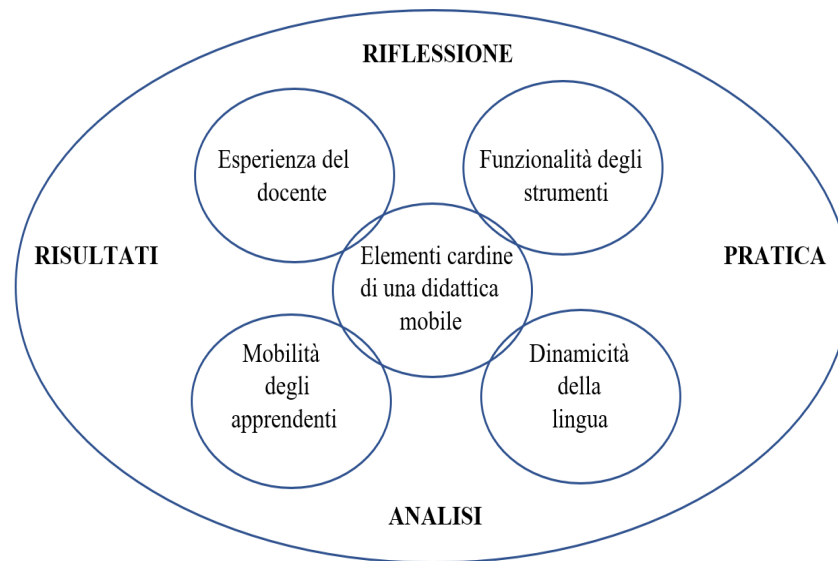 RIFLESSIONE
Esperienza del
docente
Funzionalità degli
strumenti
RISULTATI
Elementi cardine
di una didattica
mobile
PRATICA
Mobilità
degli
apprendenti
Dinamicità
della
lingua
ANALISI